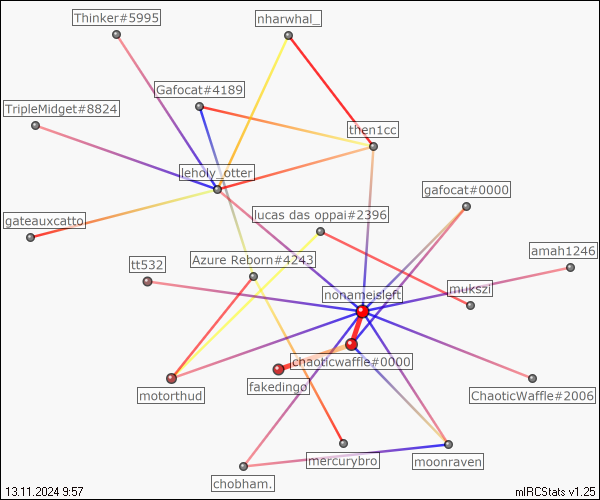 Thinker#5995
nharwhal_
Gafocat#4189
TripleMidget#8824
then1cc
leholy_otter
gafocat#0000
gateauxcatto
lucas das oppai#2396
amah1246
Azure Reborn#4243
tt532
mukszi
nonameisleft
chaoticwaffle#0000
fakedingo
motorthud
ChaoticWaffle#2006
mercurybro
moonraven
chobham.
13.11.2024 9:57
mIRCStats v1.25